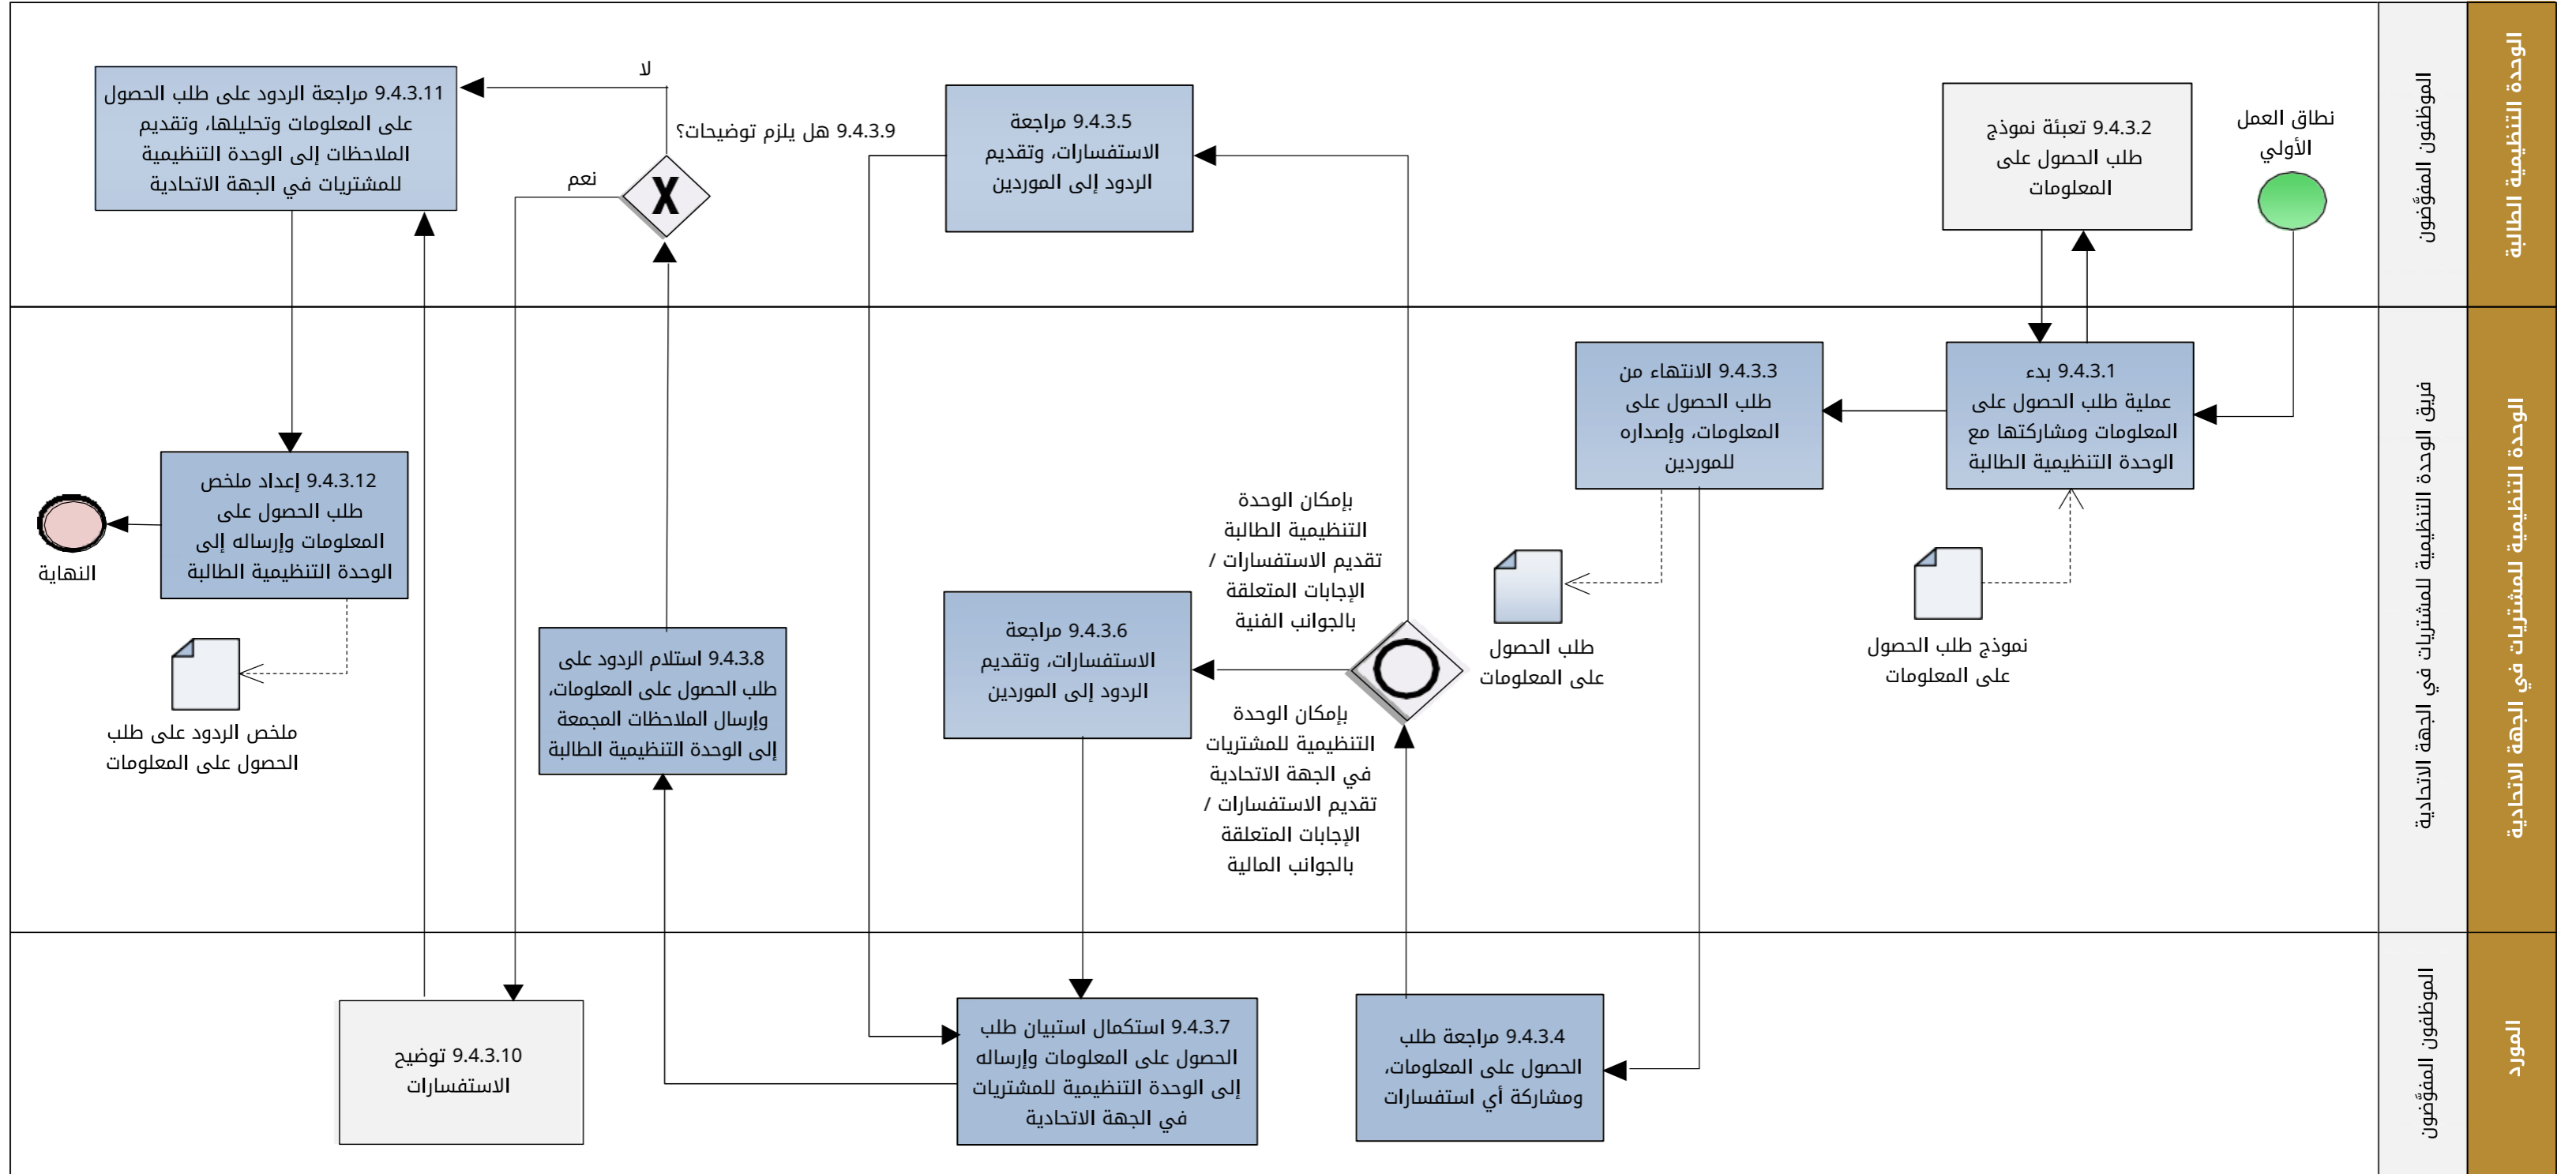 الوحدة التنظيمية الطالبة
الموظفون المفوَّضون
نطاق العمل
الأولي
9.4.3.2 تعبئة نموذج
طلب الحصول على
المعلومات
9.4.3.5 مراجعة
الاستفسارات، وتقديم
الردود إلى الموردين
9.4.3.9 هل يلزم توضيحات؟
لا
نعم
9.4.3.11 مراجعة الردود على طلب الحصول
على المعلومات وتحليلها، وتقديم
الملاحظات إلى الوحدة التنظيمية
للمشتريات في الجهة الاتحادية
الوحدة التنظيمية للمشتريات في الجهة الاتحادية
فريق الوحدة التنظيمية للمشتريات في الجهة الاتحادية
9.4.3.1 بدء
عملية طلب الحصول على
المعلومات ومشاركتها مع
الوحدة التنظيمية الطالبة
نموذج طلب الحصول
على المعلومات
9.4.3.3 الانتهاء من
طلب الحصول على
المعلومات، وإصداره
للموردين
طلب الحصول
على المعلومات
بإمكان الوحدة
التنظيمية الطالبة
تقديم الاستفسارات /
الإجابات المتعلقة
بالجوانب الفنية
بإمكان الوحدة
التنظيمية للمشتريات
في الجهة الاتحادية
تقديم الاستفسارات /
الإجابات المتعلقة
بالجوانب المالية
9.4.3.6 مراجعة
الاستفسارات، وتقديم
الردود إلى الموردين
9.4.3.8 استلام الردود على
طلب الحصول على المعلومات،
وإرسال الملاحظات المجمعة
إلى الوحدة التنظيمية الطالبة
9.4.3.12 إعداد ملخص
طلب الحصول على
المعلومات وإرساله إلى
الوحدة التنظيمية الطالبة
النهاية
ملخص الردود على طلب
الحصول على المعلومات
المورد
الموظفون المفوَّضون
9.4.3.4 مراجعة طلب
الحصول على المعلومات،
ومشاركة أي استفسارات
9.4.3.7 استكمال استبيان طلب
الحصول على المعلومات وإرساله
إلى الوحدة التنظيمية للمشتريات
في الجهة الاتحادية
9.4.3.10 توضيح
الاستفسارات